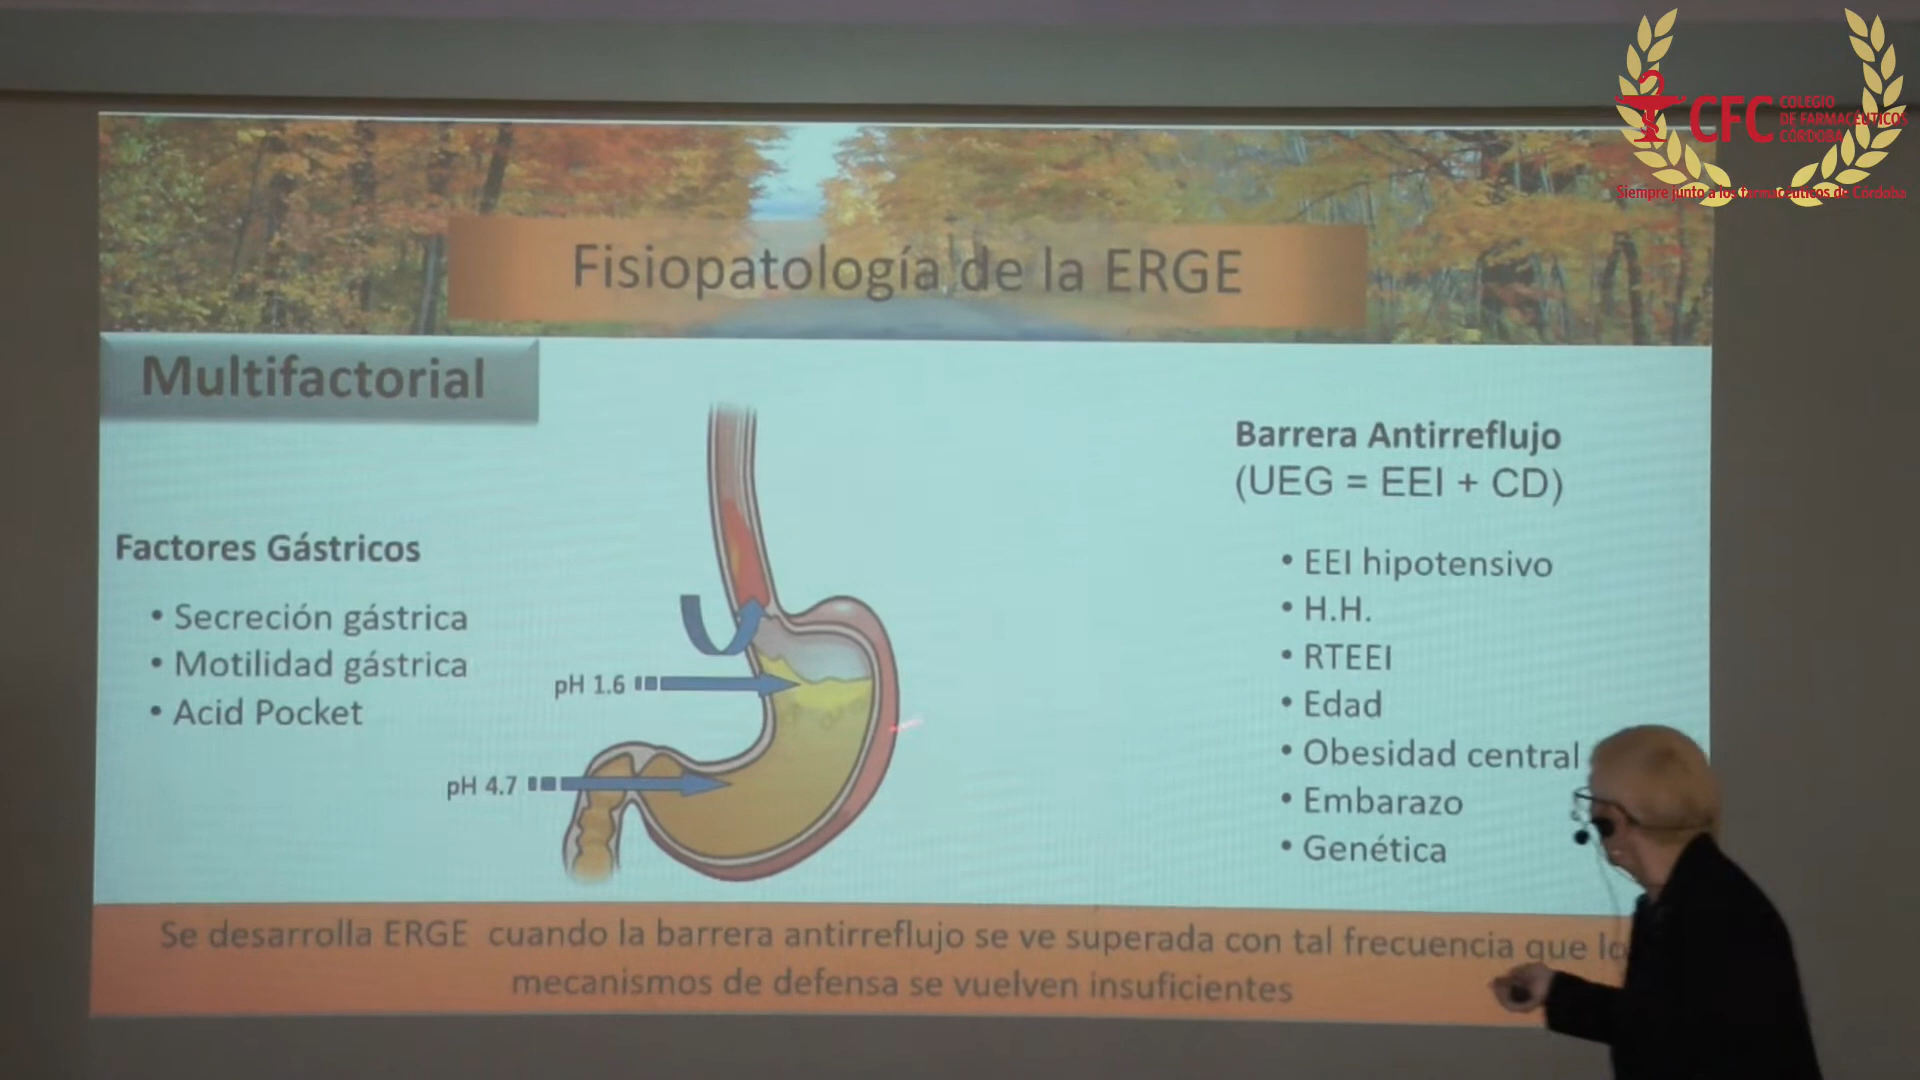 CFC
COLEGIO
DE FARMACÉUTICOS
CÓRDOBA
Siempre junto a los farmacéuticos de Córdoba
Fisiopatología de la ERGE
Multifactorial
Factores Gástricos
• Secreción gástrica
• Motilidad gástrica
• Acid Pocket
pH 1.6
pH 4.7
Barrera Antirreflujo
(UEG = EEI + CD)
• EEI hipotensivo
• H.H.
• RTEEI
• Edad
• Obesidad central
• Embarazo
• Genética
Se desarrolla ERGE cuando la barrera antirreflujo se ve superada con tal frecuencia que
mecanismos de defensa se vuelven insuficientes